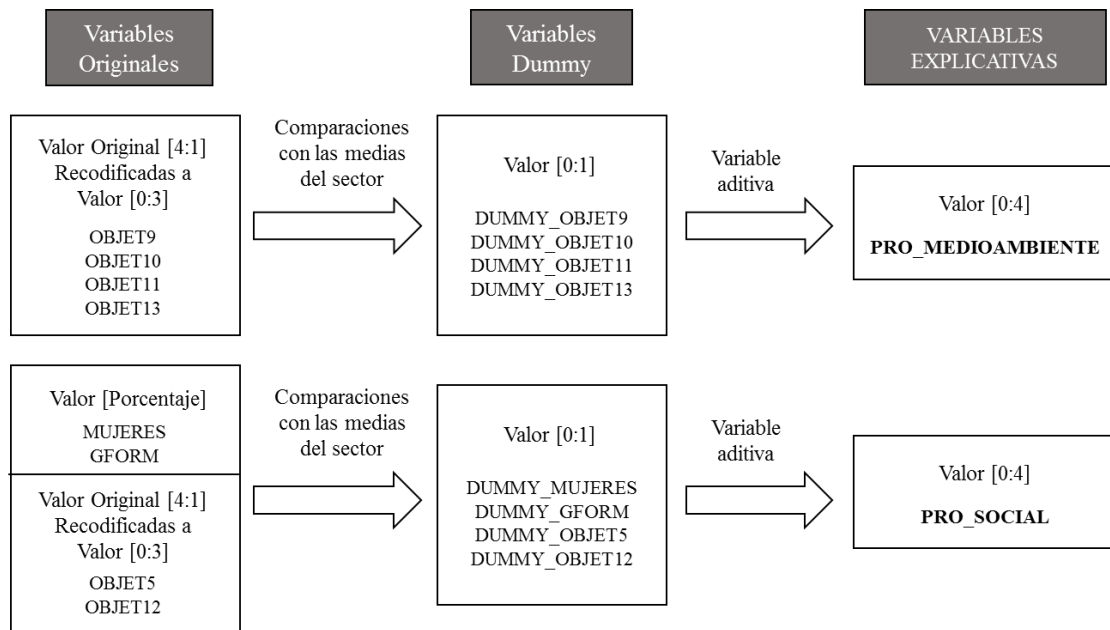 Variables
Originales
Variables
Dummy
VARIABLES
EXPLICATIVAS
Valor Original [4:1]
Recodificadas a
Valor [0:3]
OBJET9
OBJET10
OBJET11
OBJET13
Comparaciones
con las medias
del sector
Valor [0:1]
DUMMY_OBJET9
DUMMY_OBJET10
DUMMY_OBJET11
DUMMY_OBJET13
Variable
aditiva
Valor [0:4]
PRO_MEDIOAMBIENTE
Valor [Porcentaje]
MUJERES
GFORM
Valor Original [4:1]
Recodificadas a
Valor [0:3]
OBJET5
OBJET12
Comparaciones
con las medias
del sector
Valor [0:1]
DUMMY_MUJERES
DUMMY_GFORM
DUMMY_OBJET5
DUMMY_OBJET12
Variable
aditiva
Valor [0:4]
PRO_SOCIAL